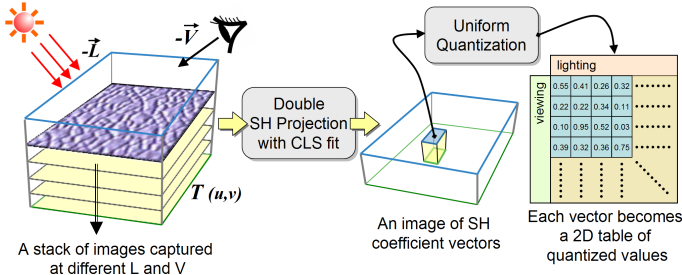 -L
-V
T (u,v)
A stack of images captured
at different L and V
Double
SH Projection
with CLS fit
An image of SH
coefficient vectors
Uniform
Quantization
lighting
viewing
0.55 0.41 0.26 0.32
0.22 0.22 0.34 0.11
0.10 0.95 0.52 0.03
0.39 0.32 0.36 0.75
Each vector becomes
a 2D table of
quantized values